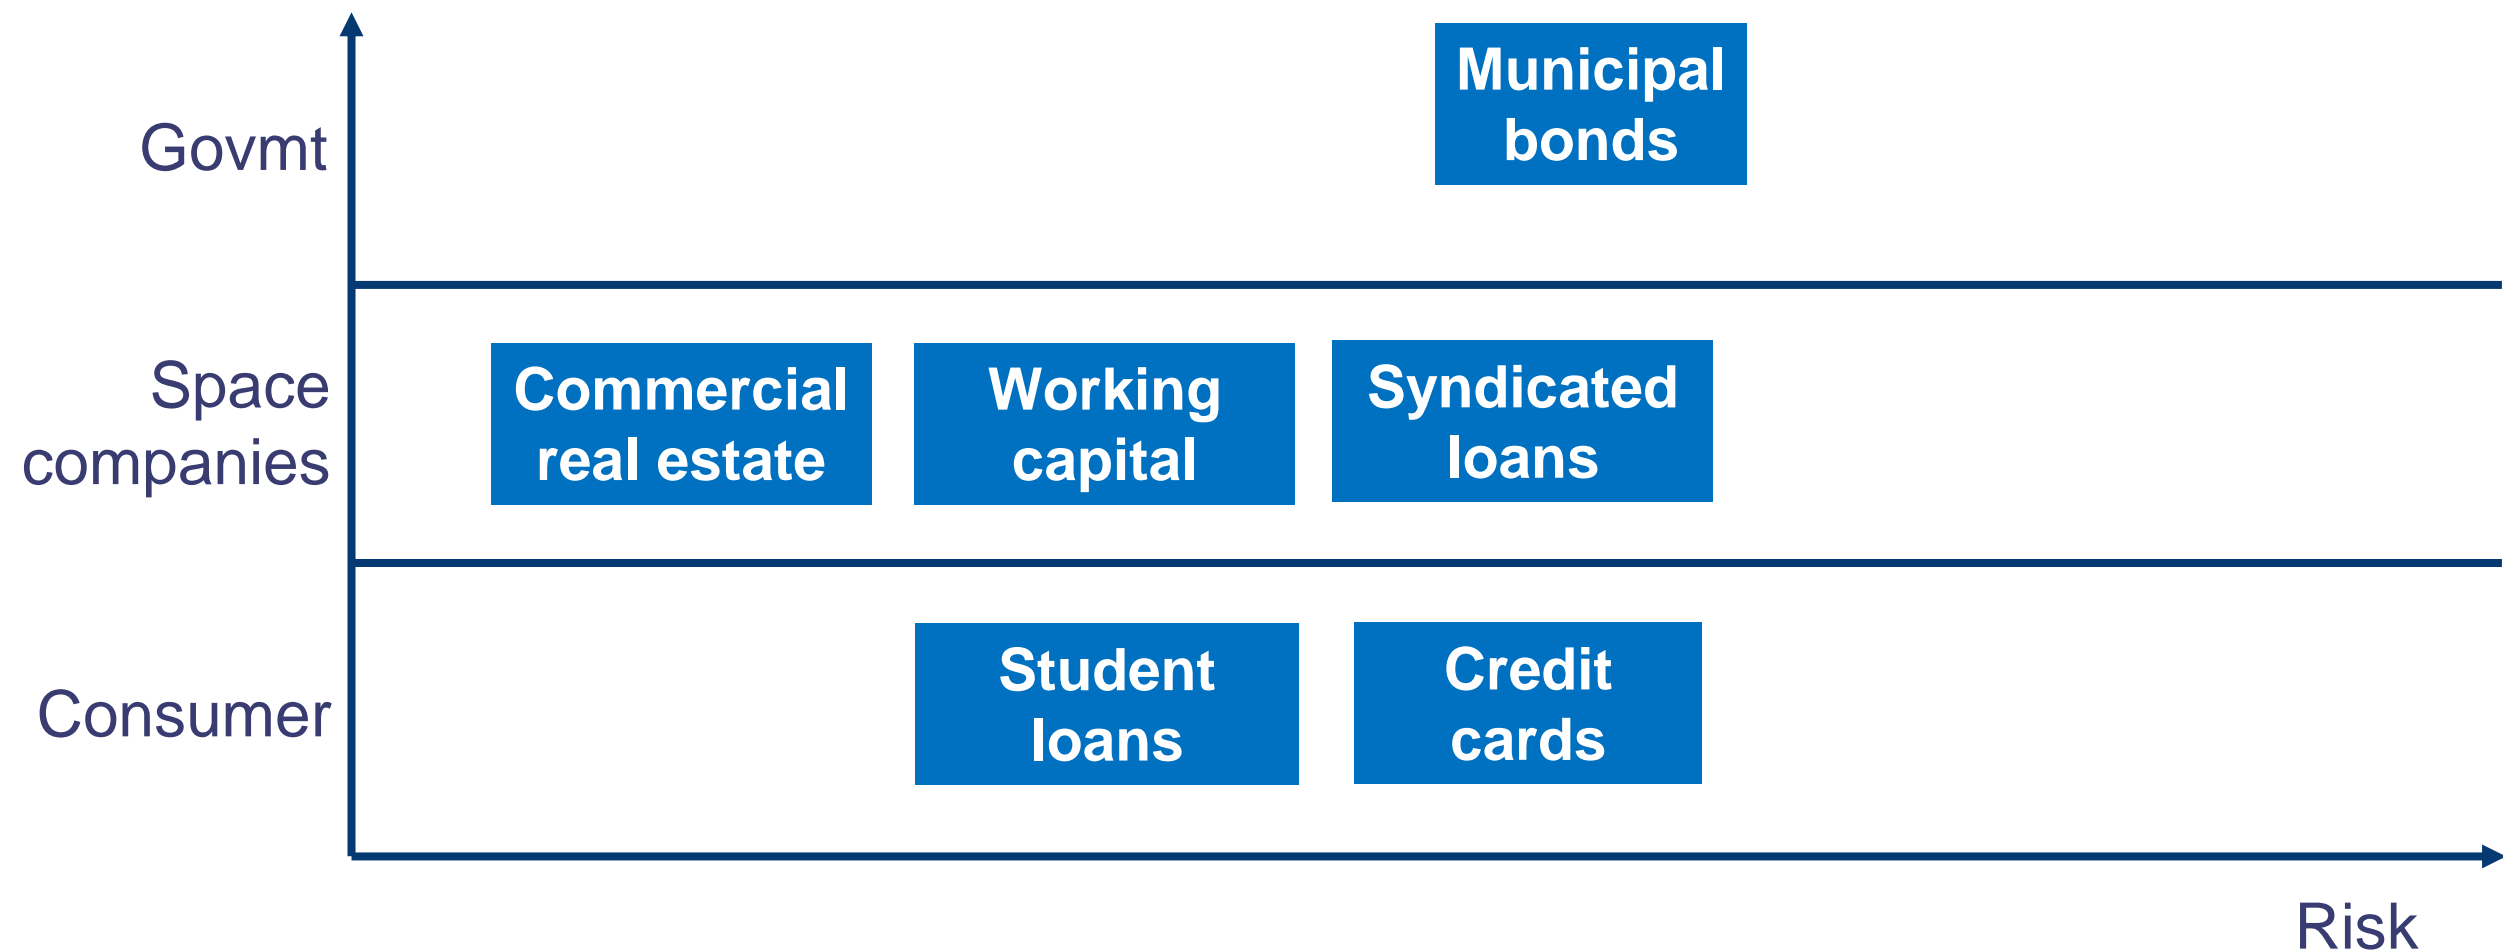 Municipal
bonds
Govmt
Space
companies
Commercial
real estate
Working
capital
Syndicated
loans
Consumer
Student
loans
Credit
cards
Risk